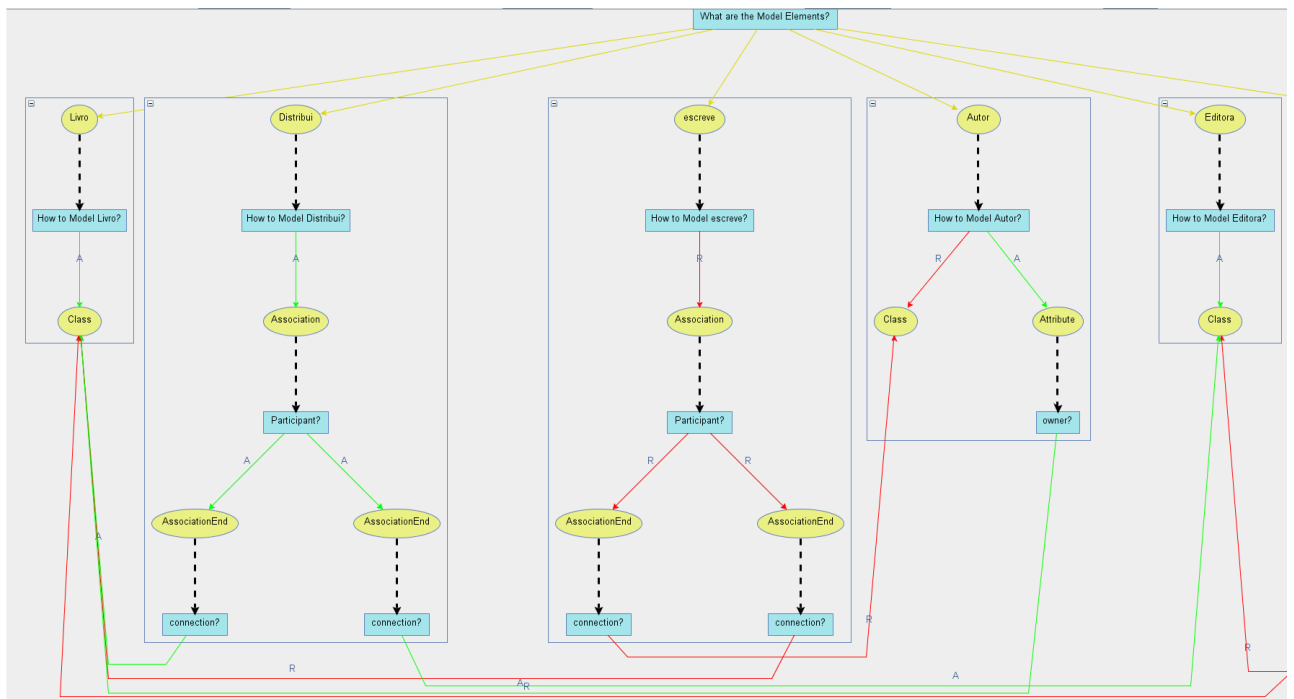 What are the Model Elements?
Livro
Distribui
escreve
Autor
Editora
How to Model Livro?
How to Model Distribui?
How to Model escreve?
How to Model Autor?
How to Model Editora?
A
A
R
R
A
A
Class
Association
Association
Class
Attribute
Class
Participant?
Participant?
owner?
A
A
R
R
AssociationEnd
AssociationEnd
AssociationEnd
AssociationEnd
A
connection?
connection?
connection?
connection?
R
R
R
A
A
R